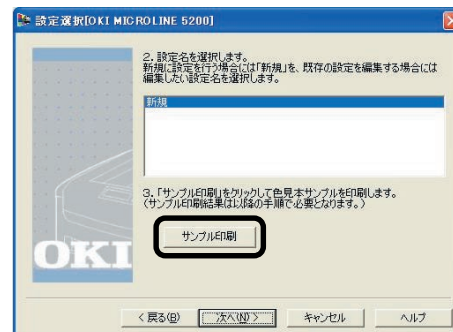 設定選択[OKI MICROLINE 5200]
2. 設定名を選択します。
新規に設定を行う場合には「新規」を、既存の設定を編集する場合には
編集したい設定名を選択します。
新規
3. 「サンプル印刷」をクリックして色見本サンプルを印刷します。
(サンプル印刷結果は以降の手順で必要となります。)
サンプル印刷
OKI
< 戻る(B)
次へ(N) >
キャンセル
ヘルプ